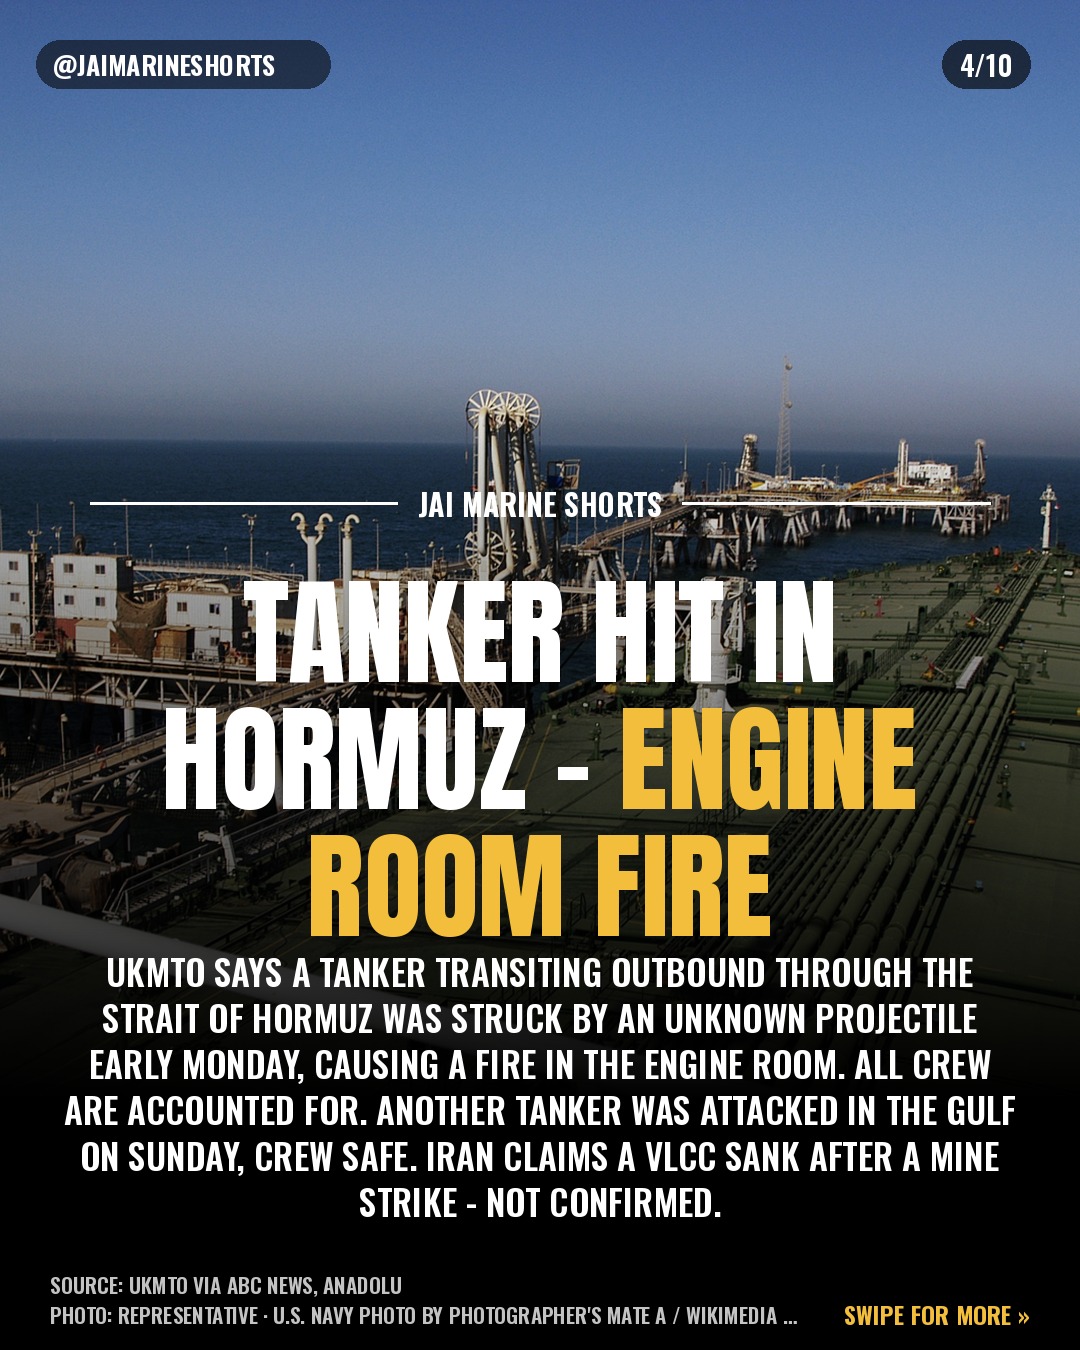 @JAIMARINESHORTS
4/10
JAI MARINE SHORTS
TANKER HIT IN
HORMUZ - ENGINE
ROOM FIRE
UKMTO SAYS A TANKER TRANSITING OUTBOUND THROUGH THE
STRAIT OF HORMUZ WAS STRUCK BY AN UNKNOWN PROJECTILE
EARLY MONDAY, CAUSING A FIRE IN THE ENGINE ROOM. ALL CREW
ARE ACCOUNTED FOR. ANOTHER TANKER WAS ATTACKED IN THE GULF
ON SUNDAY, CREW SAFE. IRAN CLAIMS A VLCC SANK AFTER A MINE
STRIKE - NOT CONFIRMED.
SOURCE: UKMTO VIA ABC NEWS, ANADOLU
PHOTO: REPRESENTATIVE · U.S. NAVY PHOTO BY PHOTOGRAPHER'S MATE A / WIKIMEDIA ...
SWIPE FOR MORE »